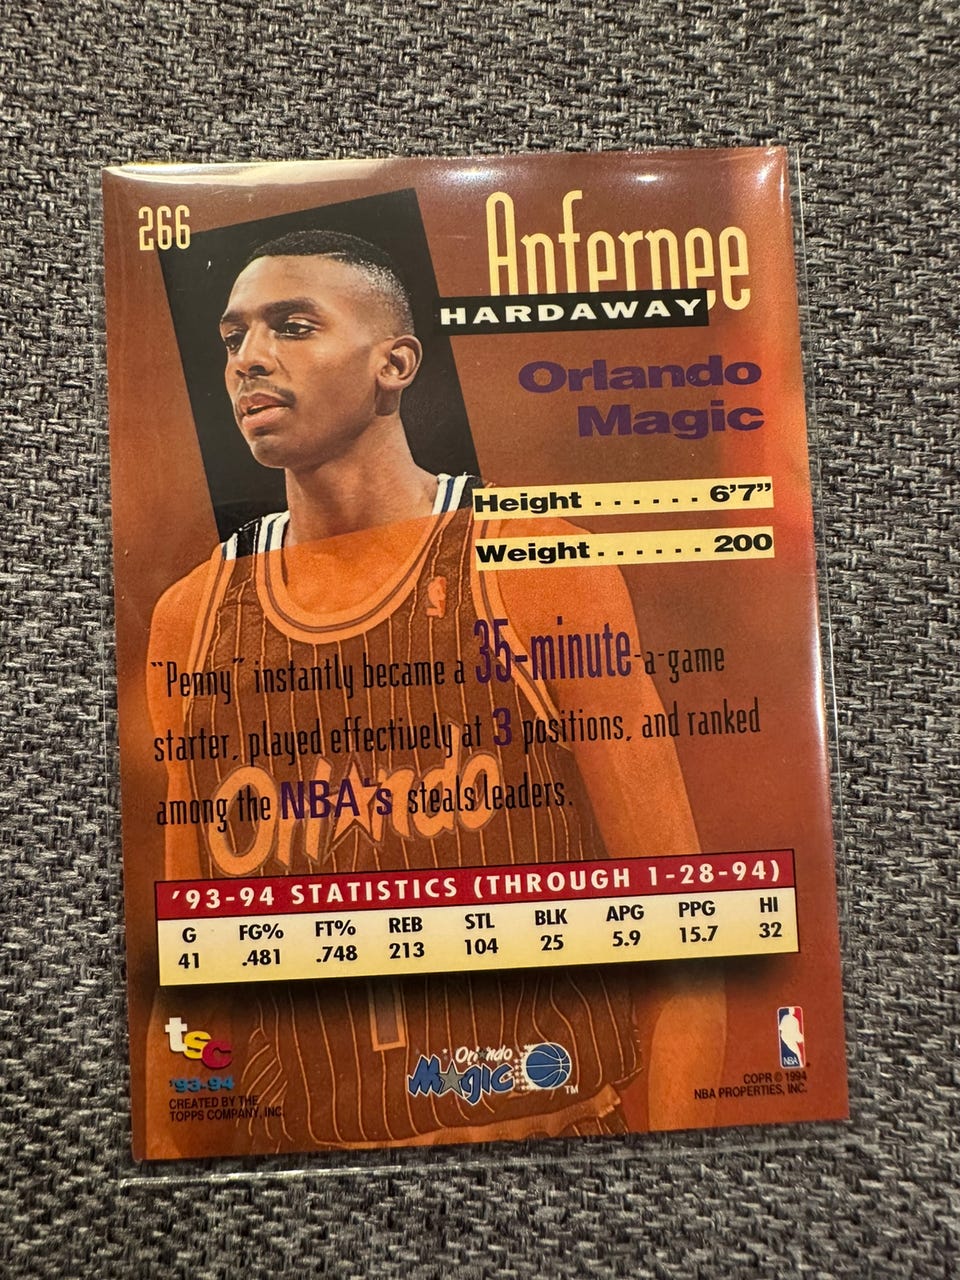 266
Anfernee
HARDAWAY
Orlando
Magic
Height . . . . . . 6'7"
Weight . . . . . . 200
"Penny" instantly became a 35-minute-a-game
starter, played effectively at 3 positions, and ranked
among the NBA's steals leaders.
Orlando
'93-94 STATISTICS (THROUGH 1-28-94)
G FG% FT% REB STL BLK APG PPG HI
41 .481 .748 213 104 25 5.9 15.7 32
1
tsc
'93-94
CREATED BY THE
TOPPS COMPANY, INC.
Orlando
Magic
TM
NBA
COPR © 1994
NBA PROPERTIES, INC.